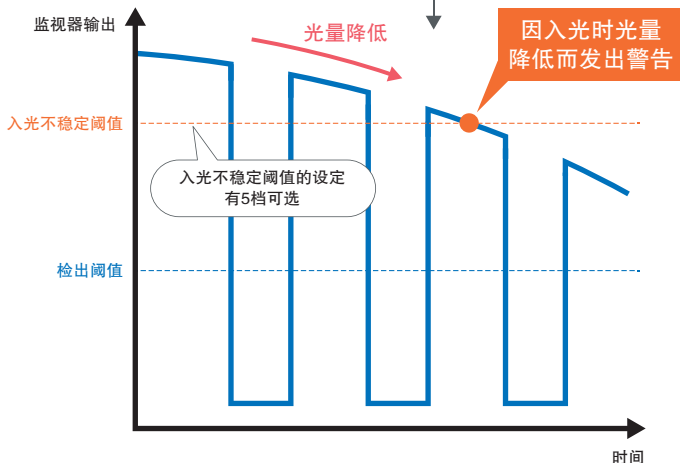 监视器输出
光量降低
因入光时光量
降低而发出警告
入光不稳定阈值
入光不稳定阈值的设定
有5档可选
检出阈值
时间